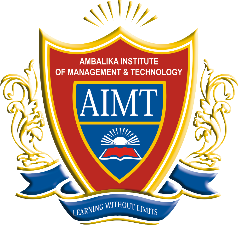 AMBALIKA INSTITUTE
OF MANAGEMENT & TECHNOLOGY
AIMT
LEARNING WITHOUT LIMITS